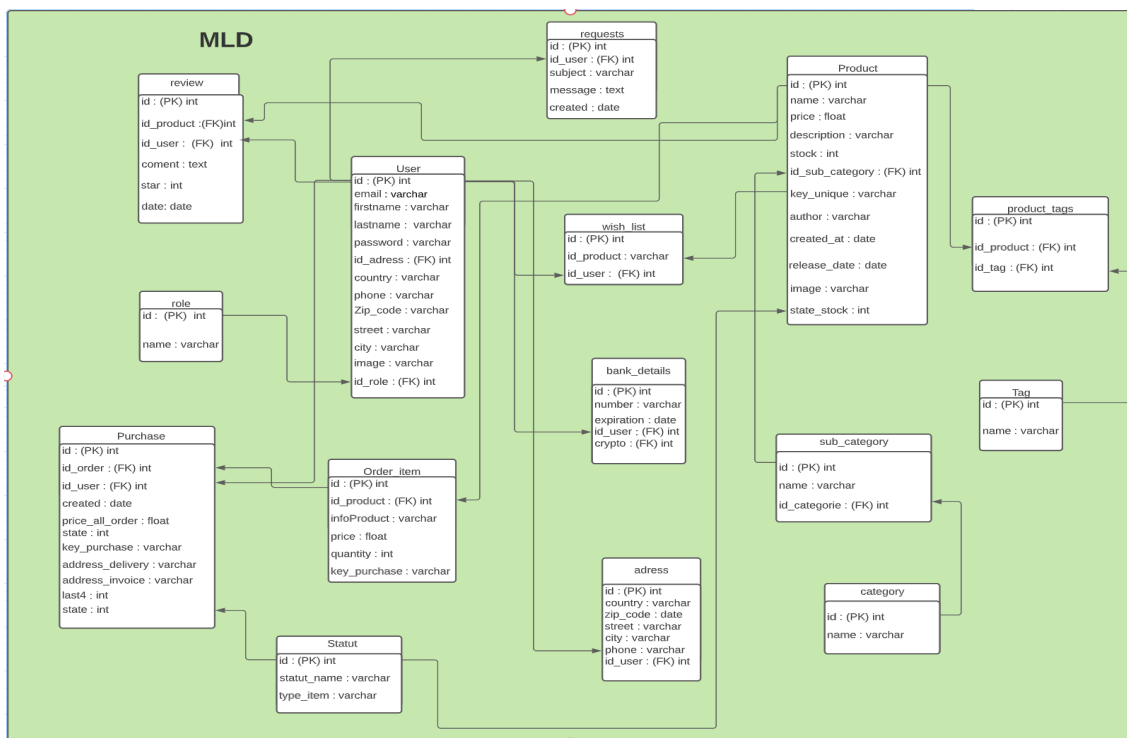 MLD
requests
id : (PK) int
id_user : (FK) int
subject : varchar
message : text
created : date
review
id : (PK) int
id_product :(FK)int
id_user : (FK) int
coment : text
star : int
date: date
Product
id : (PK) int
name : varchar
price : float
description : varchar
stock : int
id_sub_category : (FK) int
key_unique : varchar
author : varchar
created_at : date
release_date : date
image : varchar
state_stock : int
User
id : (PK) int
email : varchar
firstname : varchar
lastname : varchar
password : varchar
id_adress : (FK) int
country : varchar
phone : varchar
Zip_code : varchar
street : varchar
city : varchar
image : varchar
id_role : (FK) int
wish_list
id : (PK) int
id_product : varchar
id_user : (FK) int
product_tags
id : (PK) int
id_product : (FK) int
id_tag : (FK) int
role
id : (PK) int
name : varchar
bank_details
id : (PK) int
number : varchar
expiration : date
id_user : (FK) int
crypto : (FK) int
Tag
id : (PK) int
name : varchar
Purchase
id : (PK) int
id_order : (FK) int
id_user : (FK) int
created : date
price_all_order : float
state : int
key_purchase : varchar
address_delivery : varchar
address_invoice : varchar
last4 : int
state : int
Order_item
id : (PK) int
id_product : (FK) int
infoProduct : varchar
price : float
quantity : int
key_purchase : varchar
sub_category
id : (PK) int
name : varchar
id_categorie : (FK) int
adress
id : (PK) int
country : varchar
zip_code : date
street : varchar
city : varchar
phone : varchar
id_user : (FK) int
category
id : (PK) int
name : varchar
Statut
id : (PK) int
statut_name : varchar
type_item : varchar